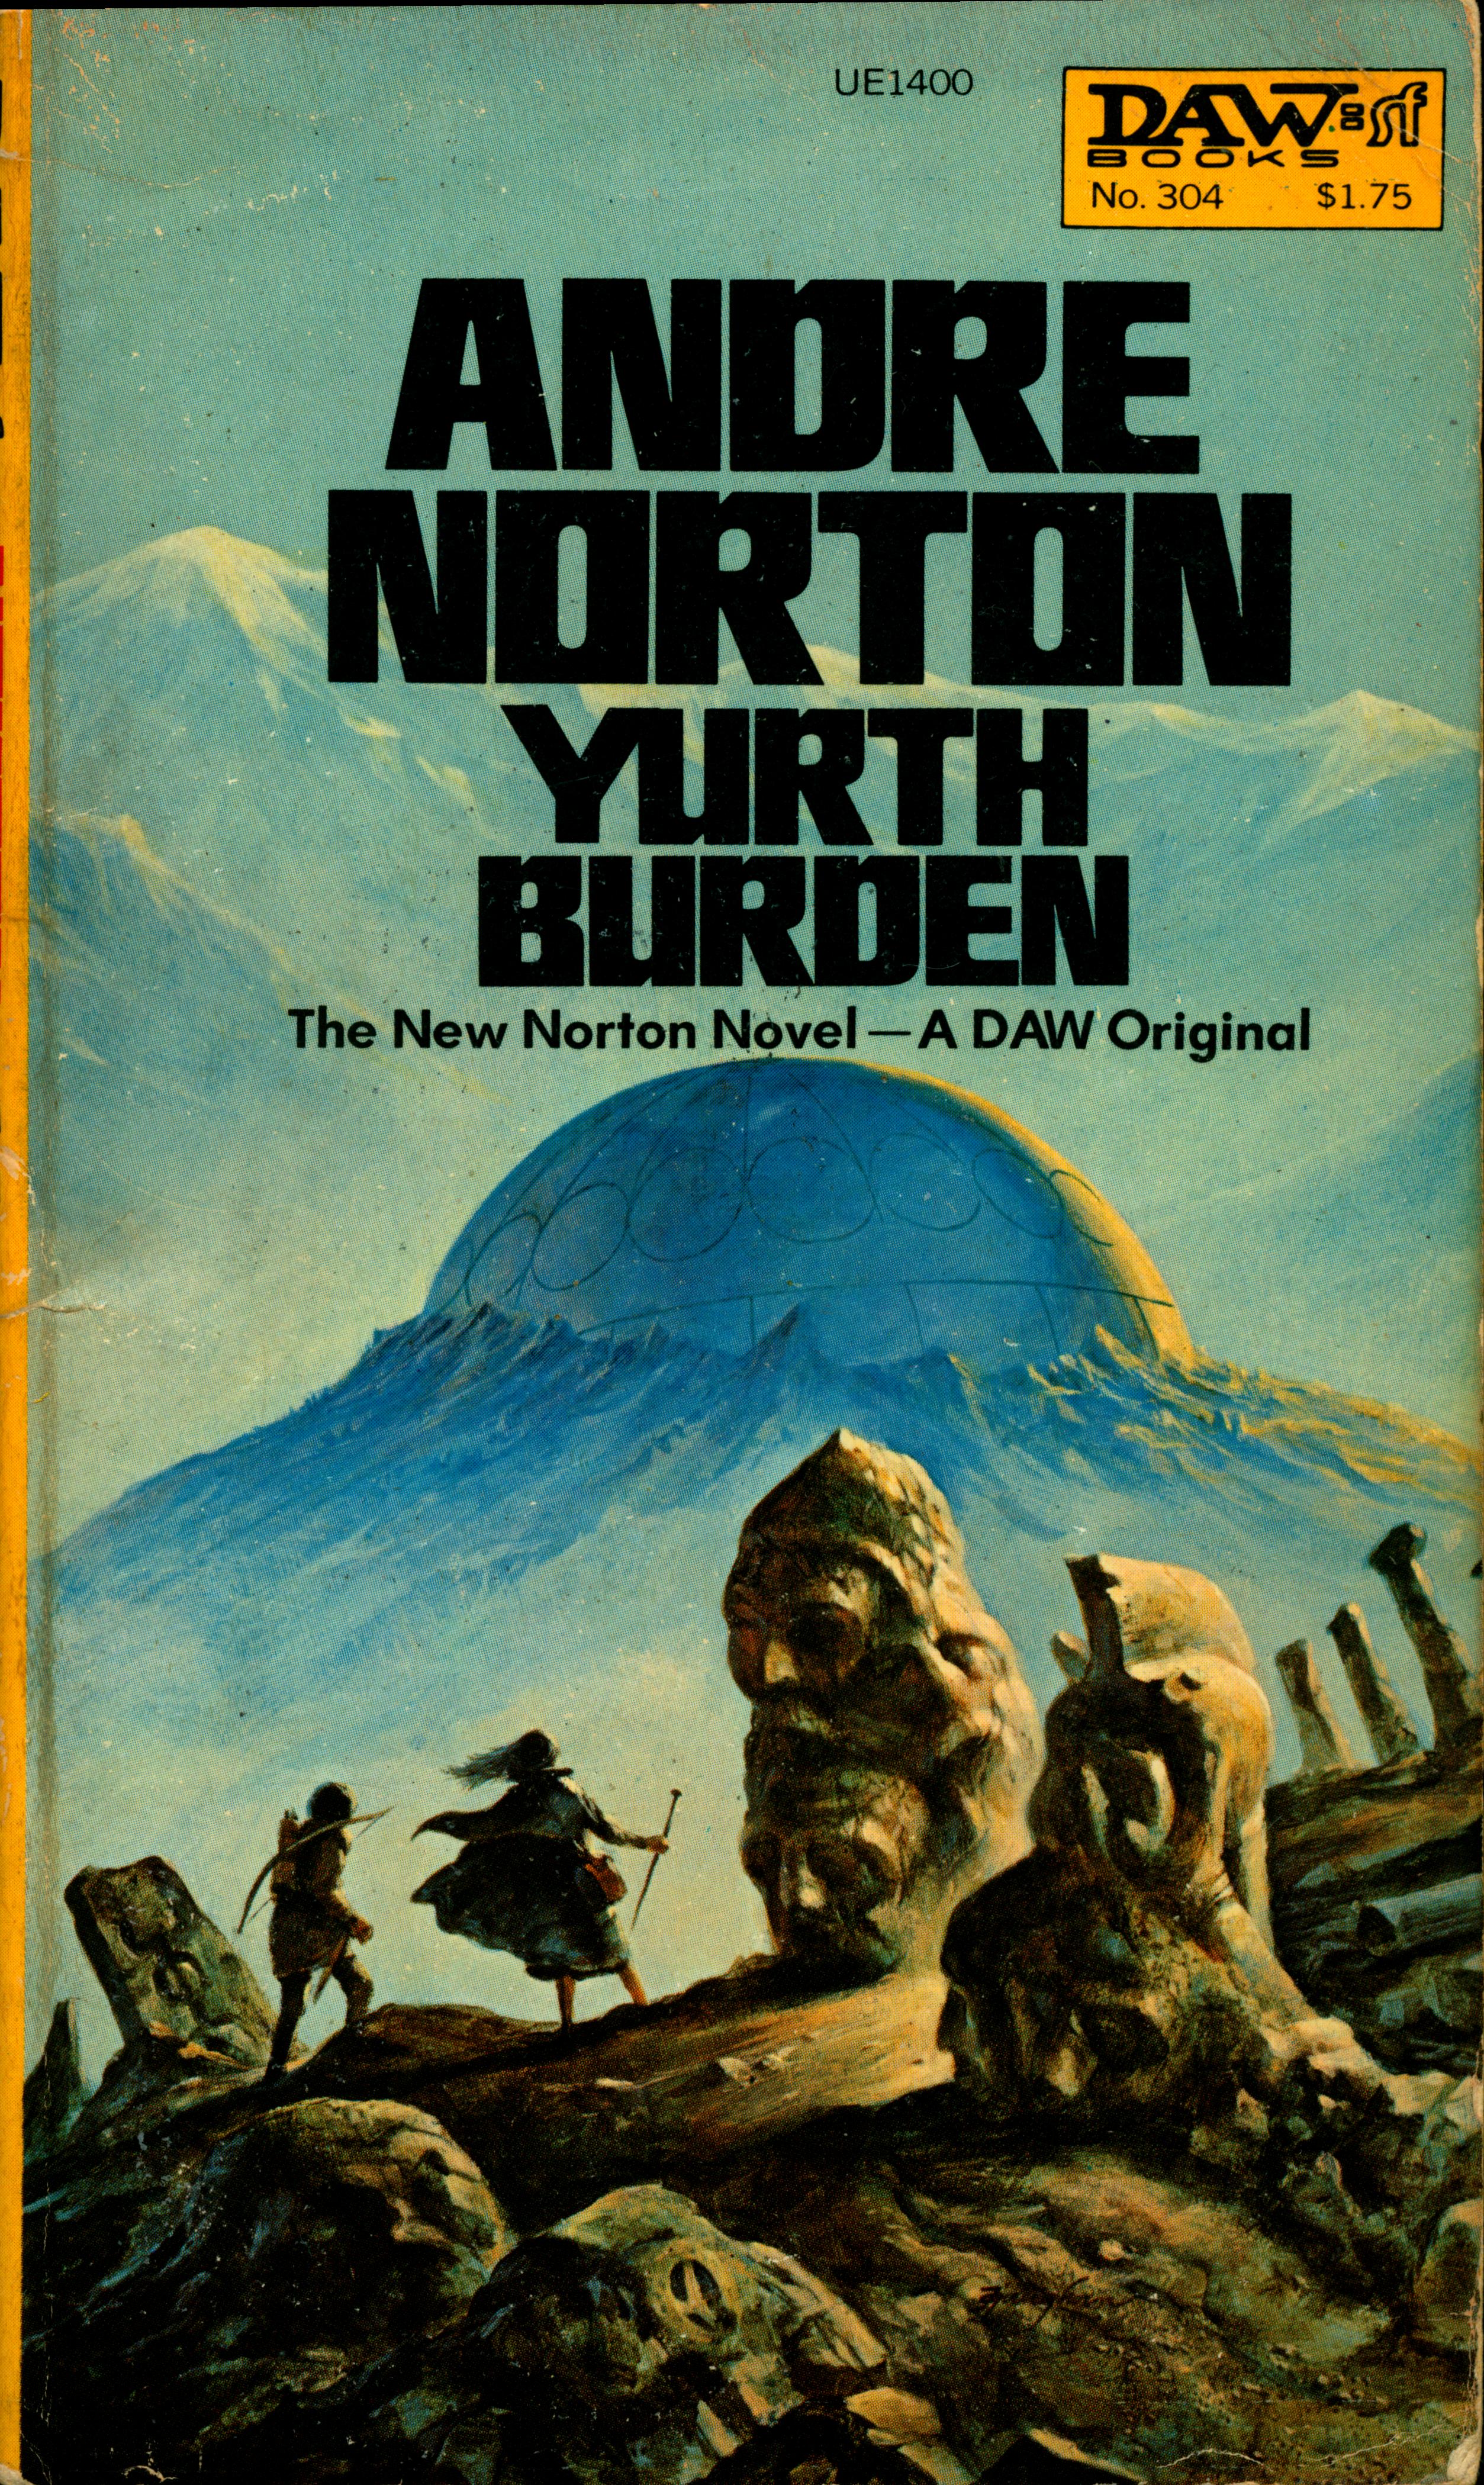 UE1400
DAW=sf
BOOKS
No. 304 $1.75
ANDRE
NORTON
YURTH
BURDEN
The New Norton Novel—A DAW Original